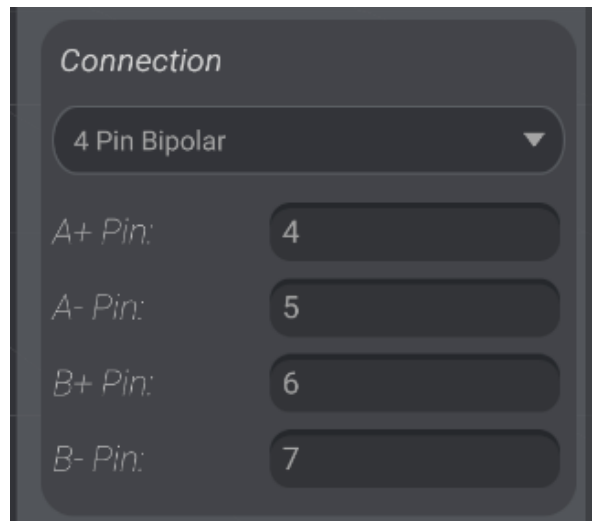 Connection
4 Pin Bipolar
A+ Pin: 4
A- Pin: 5
B+ Pin: 6
B- Pin: 7